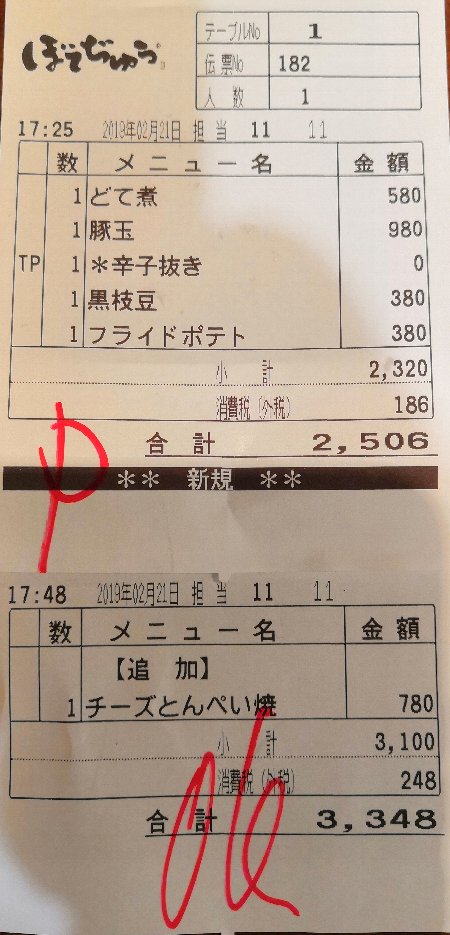 ぼてぢゅう
テーブルNo 1
伝票No 182
人数 1
17:25 2019年02月21日 担当 11 11
数 メニュー名 金額
1 どて煮 580
1 豚玉 980
TP 1 *辛子抜き 0
1 黒枝豆 380
1 フライドポテト 380
小計 2,320
消費税(外税) 186
合計 2,506
** 新規 **
17:48 2019年02月21日 担当 11 11
数 メニュー名 金額
【追加】
1 チーズとんぺい焼 780
小計 3,100
消費税(外税) 248
合計 3,348